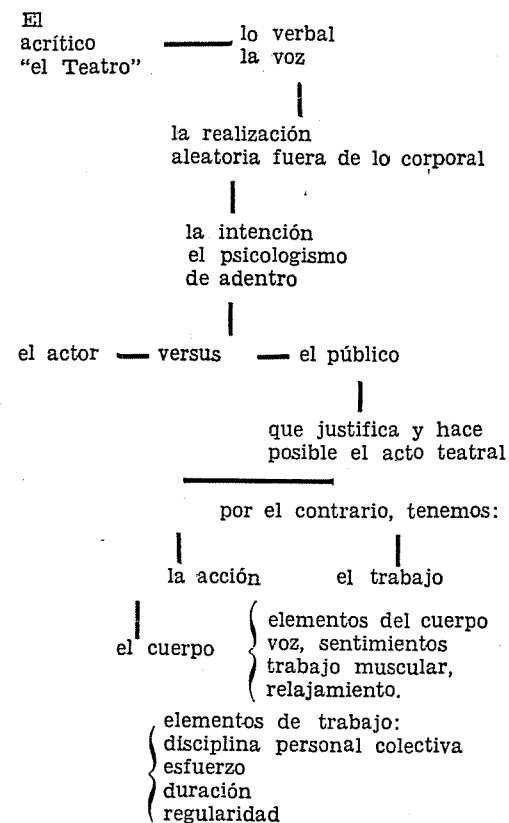 El
acrítico
“el Teatro”
lo verbal
la voz
la realización
aleatoria fuera de lo corporal
la intención
el psicologismo
de adentro
el actor versus el público
que justifica y hace
posible el acto teatral
por el contrario, tenemos:
la acción el trabajo
el cuerpo
elementos del cuerpo
voz, sentimientos
trabajo muscular,
relajamiento.
elementos de trabajo:
disciplina personal colectiva
esfuerzo
duración
regularidad